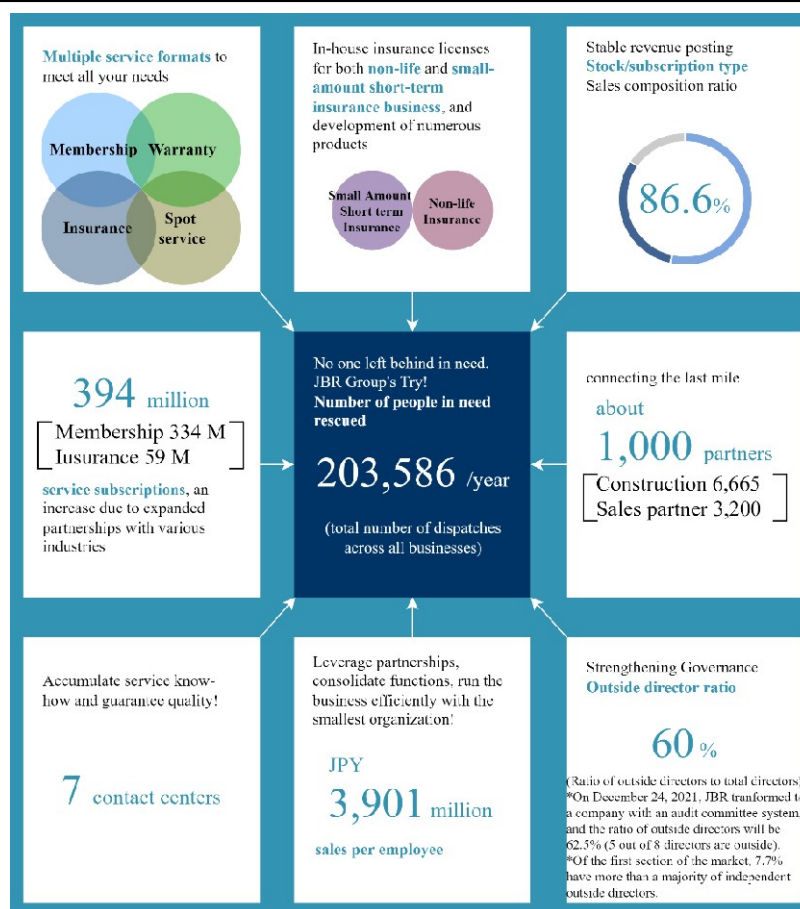 Multiple service formats to
meet all your needs
Membership
Warranty
Insurance
Spot
service
In-house insurance licenses
for both non-life and small-
amount short-term
insurance business, and
development of numerous
products
Small Amount
Short term
Insurance
Non-life
Insurance
Stable revenue posting
Stock/subscription type
Sales composition ratio
86.6%
394 million
Membership 334 M
Iusurance 59 M
service subscriptions, an
increase due to expanded
partnerships with various
industries
No one left behind in need.
JBR Group's Try!
Number of people in need
rescued
203,586 /year
(total number of dispatches
across all businesses)
connecting the last mile
about
1,000 partners
Construction 6,665
Sales partner 3,200
Accumulate service know-
how and guarantee quality!
7 contact centers
Leverage partnerships,
consolidate functions, run the
business efficiently with the
smallest organization!
JPY
3,901 million
sales per employee
Strengthening Governance
Outside director ratio
60 %
(Ratio of outside directors to total directors)
*On December 24, 2021, JBR tranformed to
a company with an audit committee system,
and the ratio of outside directors will be
62.5% (5 out of 8 directors are outside).
*Of the first section of the market, 7.7%
have more than a majority of independent
outside directors.